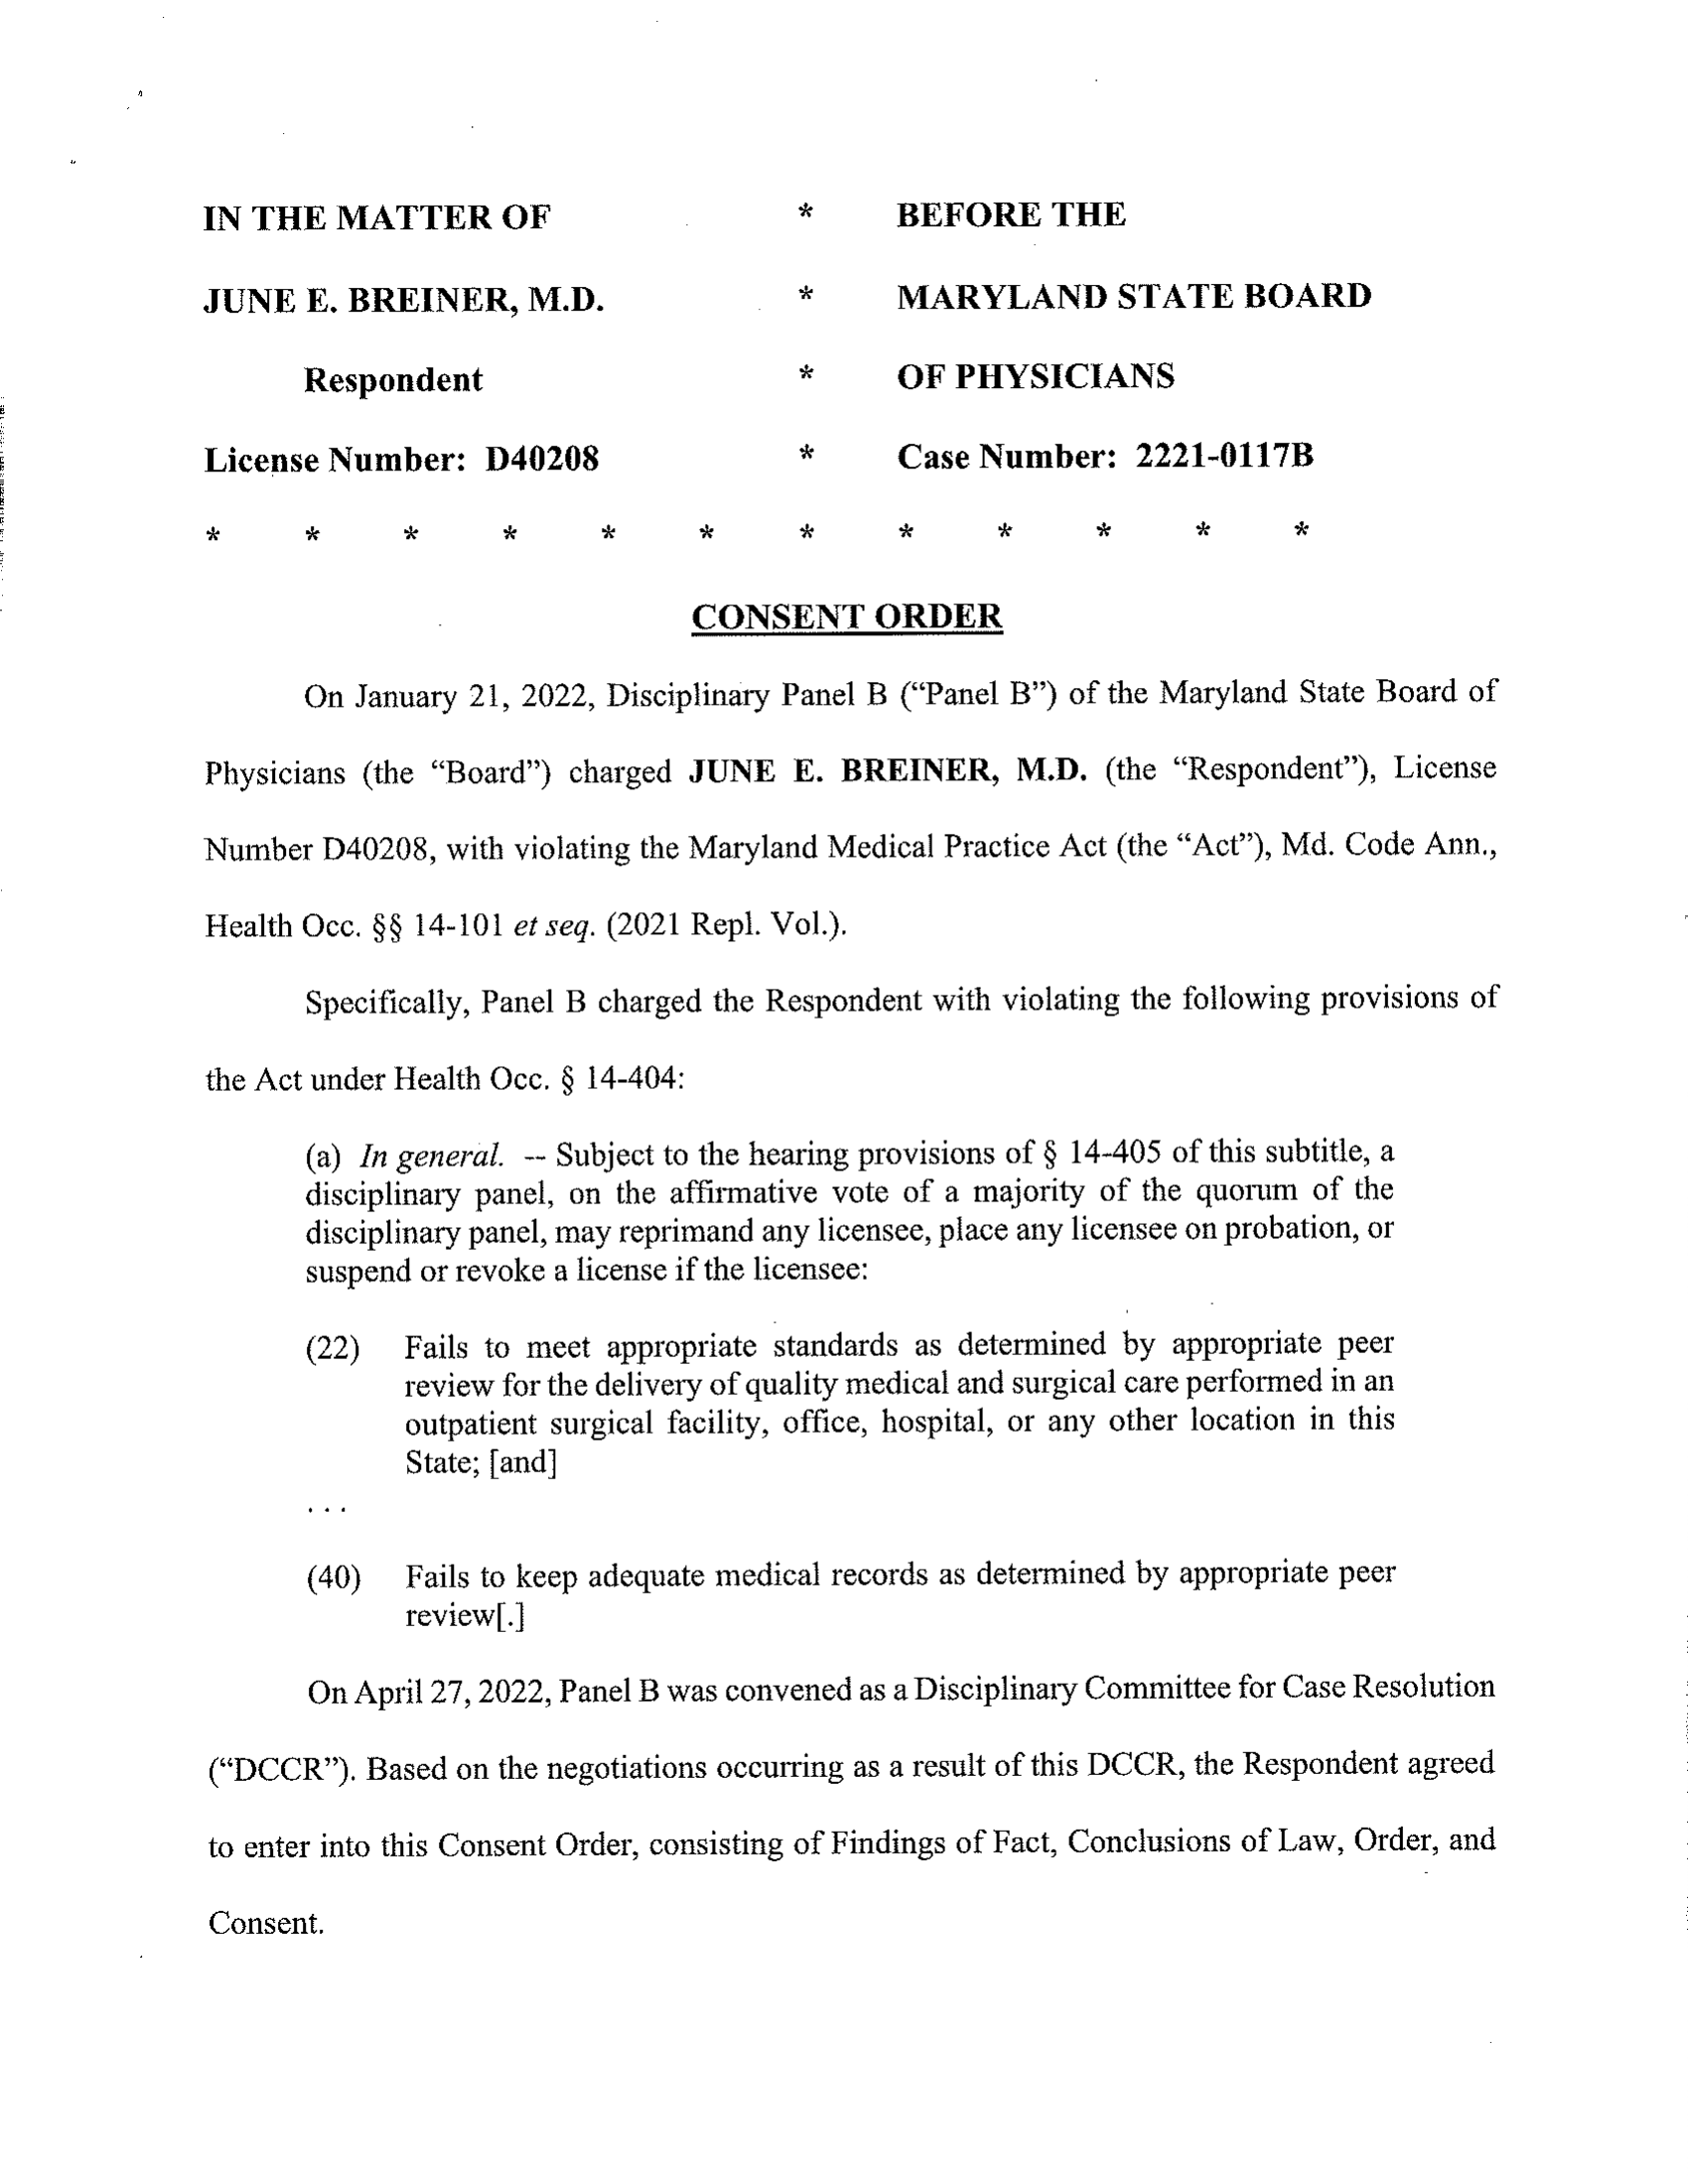 IN THE MATTER OF * BEFORE THE
JUNE E. BREINER, M.D. * MARYLAND STATE BOARD
Respondent * OF PHYSICIANS
License Number: D40208 * Case Number: 2221-0117B
* * * * * * * * * * * *
CONSENT ORDER
On January 21, 2022, Disciplinary Panel B (“Panel B”) of the Maryland State Board of
Physicians (the “Board”) charged JUNE E. BREINER, M.D. (the “Respondent”), License
Number D40208, with violating the Maryland Medical Practice Act (the “Act”), Md. Code Ann.,
Health Occ. §§ 14-101 et seq. (2021 Repl. Vol.).
Specifically, Panel B charged the Respondent with violating the following provisions of
the Act under Health Occ. § 14-404:
(a) In general. -- Subject to the hearing provisions of § 14-405 of this subtitle, a
disciplinary panel, on the affirmative vote of a majority of the quorum of the
disciplinary panel, may reprimand any licensee, place any licensee on probation, or
suspend or revoke a license if the licensee:
(22) Fails to meet appropriate standards as determined by appropriate peer
review for the delivery of quality medical and surgical care performed in an
outpatient surgical facility, office, hospital, or any other location in this
State; [and]
. . .
(40) Fails to keep adequate medical records as determined by appropriate peer
review[.]
On April 27, 2022, Panel B was convened as a Disciplinary Committee for Case Resolution
(“DCCR”). Based on the negotiations occurring as a result of this DCCR, the Respondent agreed
to enter into this Consent Order, consisting of Findings of Fact, Conclusions of Law, Order, and
Consent.